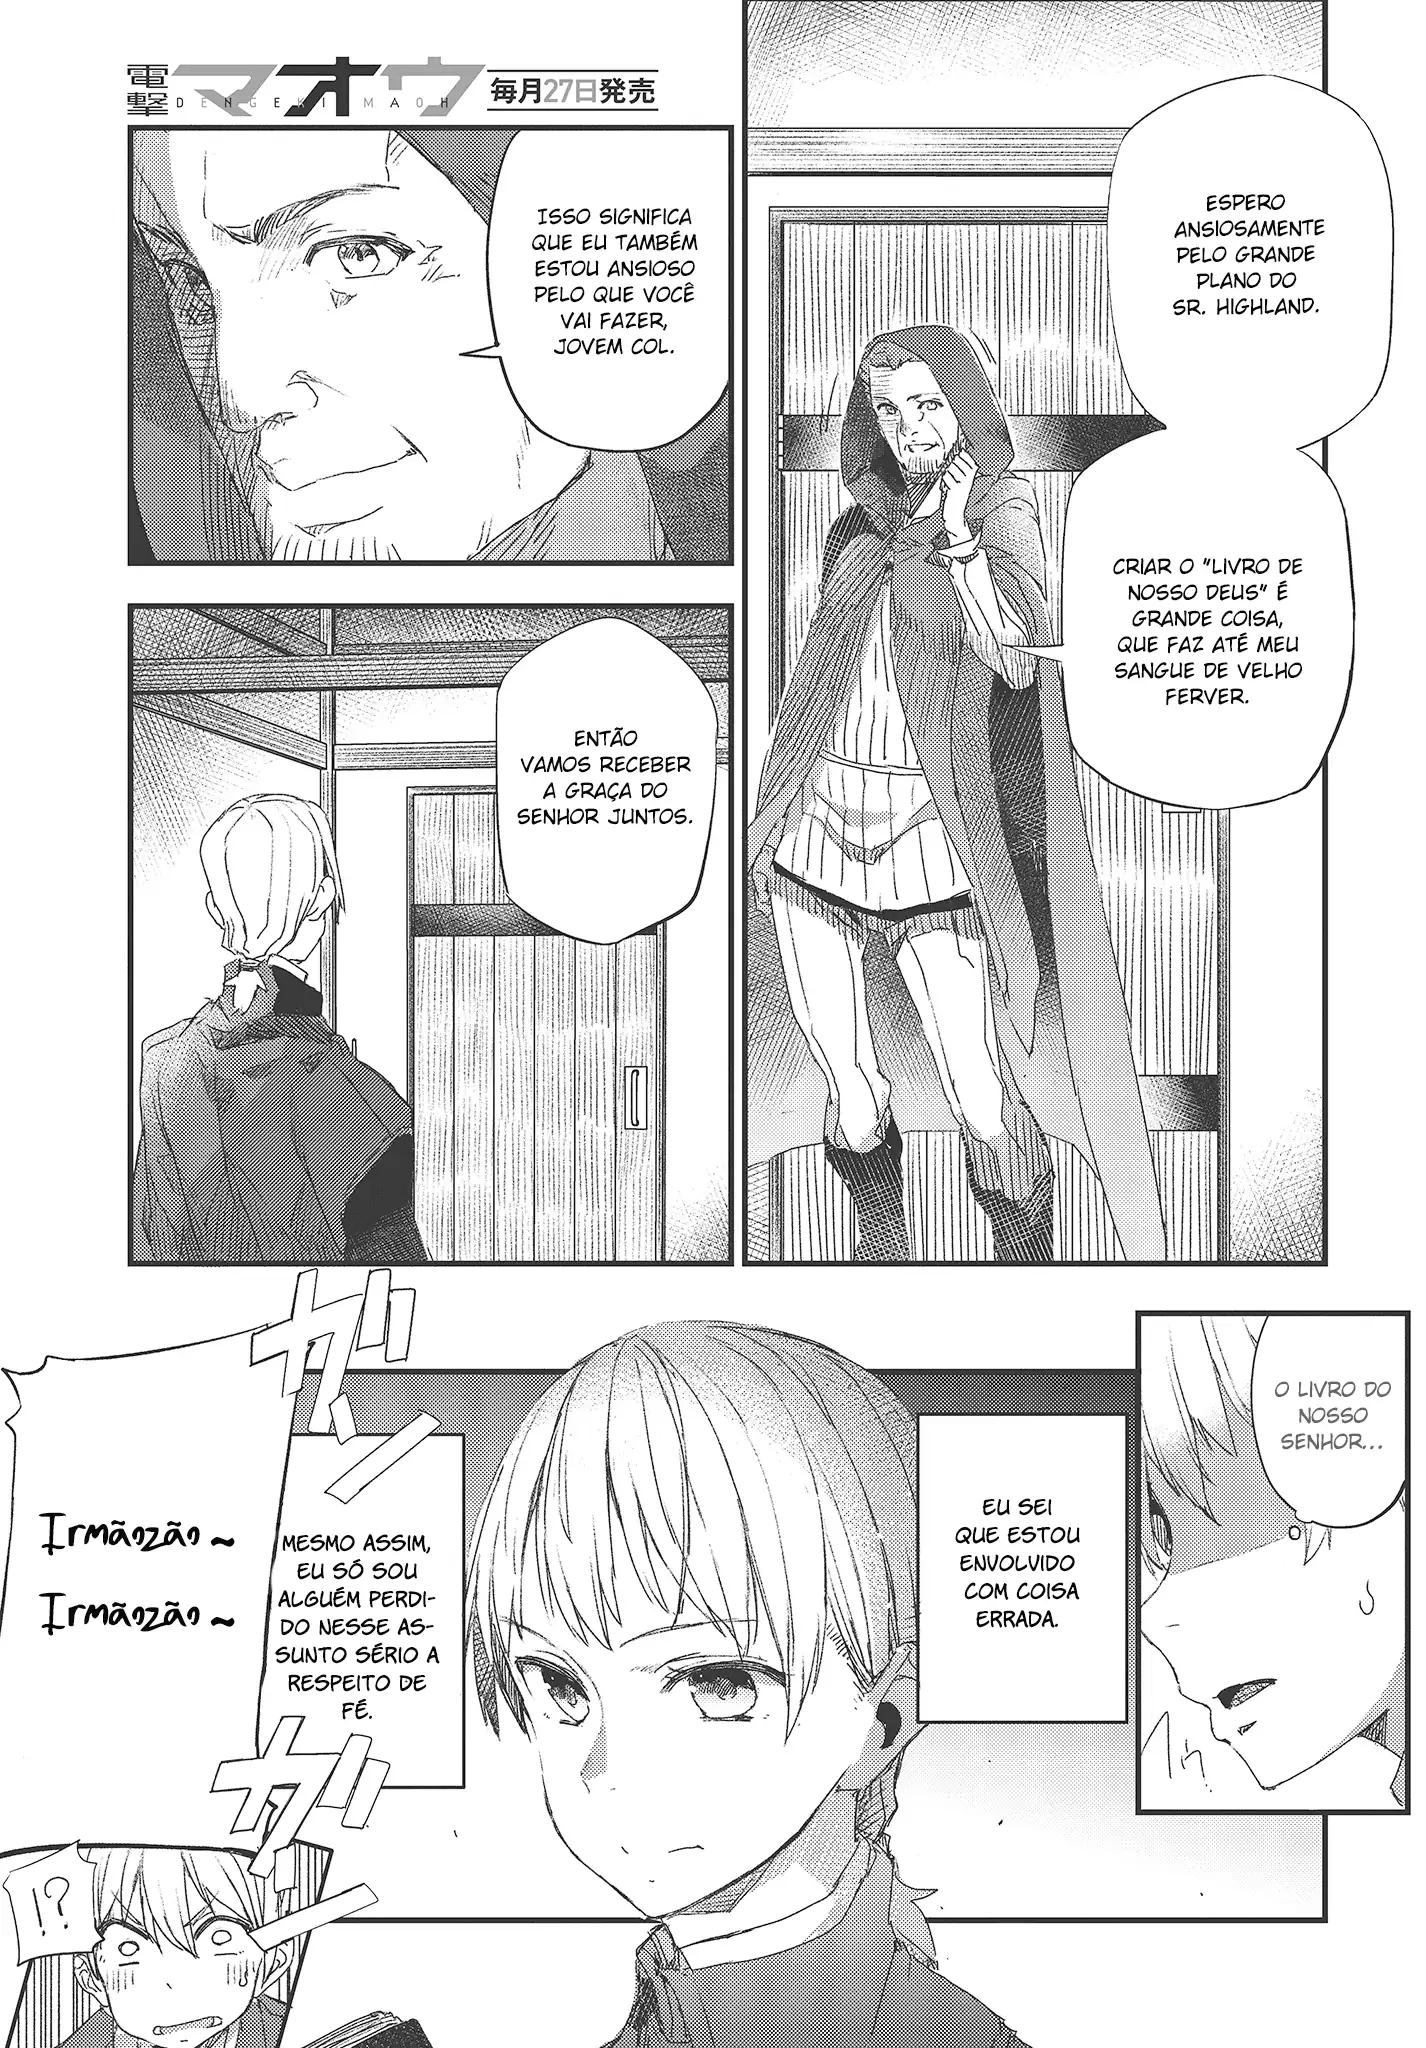 電撃マオウ
DENGEKI MAOH
毎月27日発売
ESPERO
ANSIOSAMENTE
PELO GRANDE
PLANO DO
SR. HIGHLAND.
CRIAR O "LIVRO DE
NOSSO DEUS" É
GRANDE COISA,
QUE FAZ ATÉ MEU
SANGUE DE VELHO
FERVER.
ISSO SIGNIFICA
QUE EU TAMBÉM
ESTOU ANSIOSO
PELO QUE VOCÊ
VAI FAZER,
JOVEM COL.
ENTÃO
VAMOS RECEBER
A GRAÇA DO
SENHOR JUNTOS.
O LIVRO DO
NOSSO
SENHOR...
EU SEI
QUE ESTOU
ENVOLVIDO
COM COISA
ERRADA.
MESMO ASSIM,
EU SÓ SOU
ALGUÉM PERDI-
DO NESSE AS-
SUNTO SÉRIO A
RESPEITO DE
FÉ.
ガラ
Irmãozão~
Irmãozão~
ガラ
!?